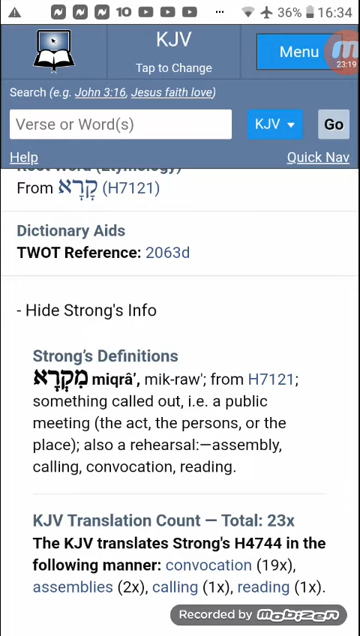 10 36% 16:34
KJV
Tap to Change
Menu
23:19
Search (e.g. John 3:16, Jesus faith love)
Verse or Word(s)
KJV
Go
Help
Quick Nav
Root Word (Etymology)
From קָרָא (H7121)
Dictionary Aids
TWOT Reference: 2063d
- Hide Strong's Info
Strong's Definitions
מִקְרָא miqrâʼ, mik-raw'; from H7121;
something called out, i.e. a public
meeting (the act, the persons, or the
place); also a rehearsal:—assembly,
calling, convocation, reading.
KJV Translation Count — Total: 23x
The KJV translates Strong's H4744 in the
following manner: convocation (19x),
assemblies (2x), calling (1x), reading (1x).
Recorded by mobizen